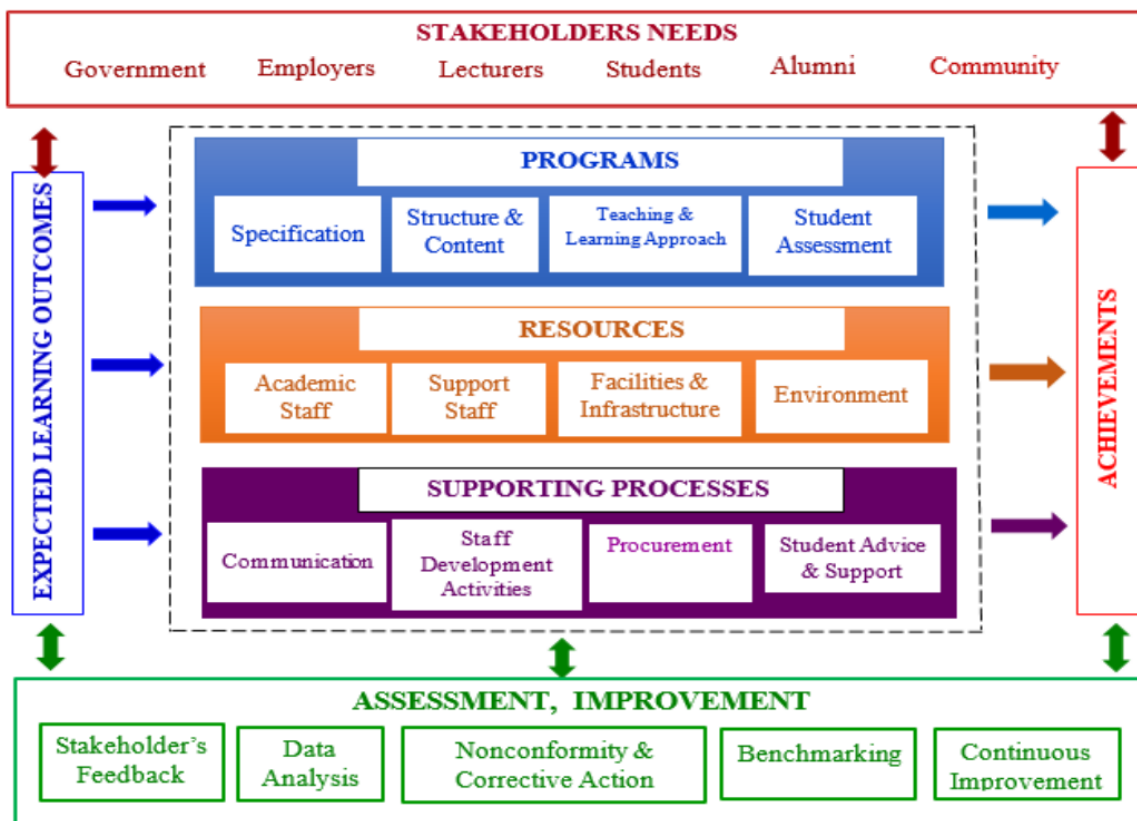 STAKEHOLDERS NEEDS
Government Employers Lecturers Students Alumni Community
EXPECTED LEARNING OUTCOMES
PROGRAMS
Specification
Structure &
Content
Teaching &
Learning Approach
Student
Assessment
RESOURCES
Academic
Staff
Support
Staff
Facilities &
Infrastructure
Environment
SUPPORTING PROCESSES
Communication
Staff
Development
Activities
Procurement
Student Advice
& Support
ACHIEVEMENTS
ASSESSMENT, IMPROVEMENT
Stakeholder’s
Feedback
Data
Analysis
Nonconformity &
Corrective Action
Benchmarking
Continuous
Improvement